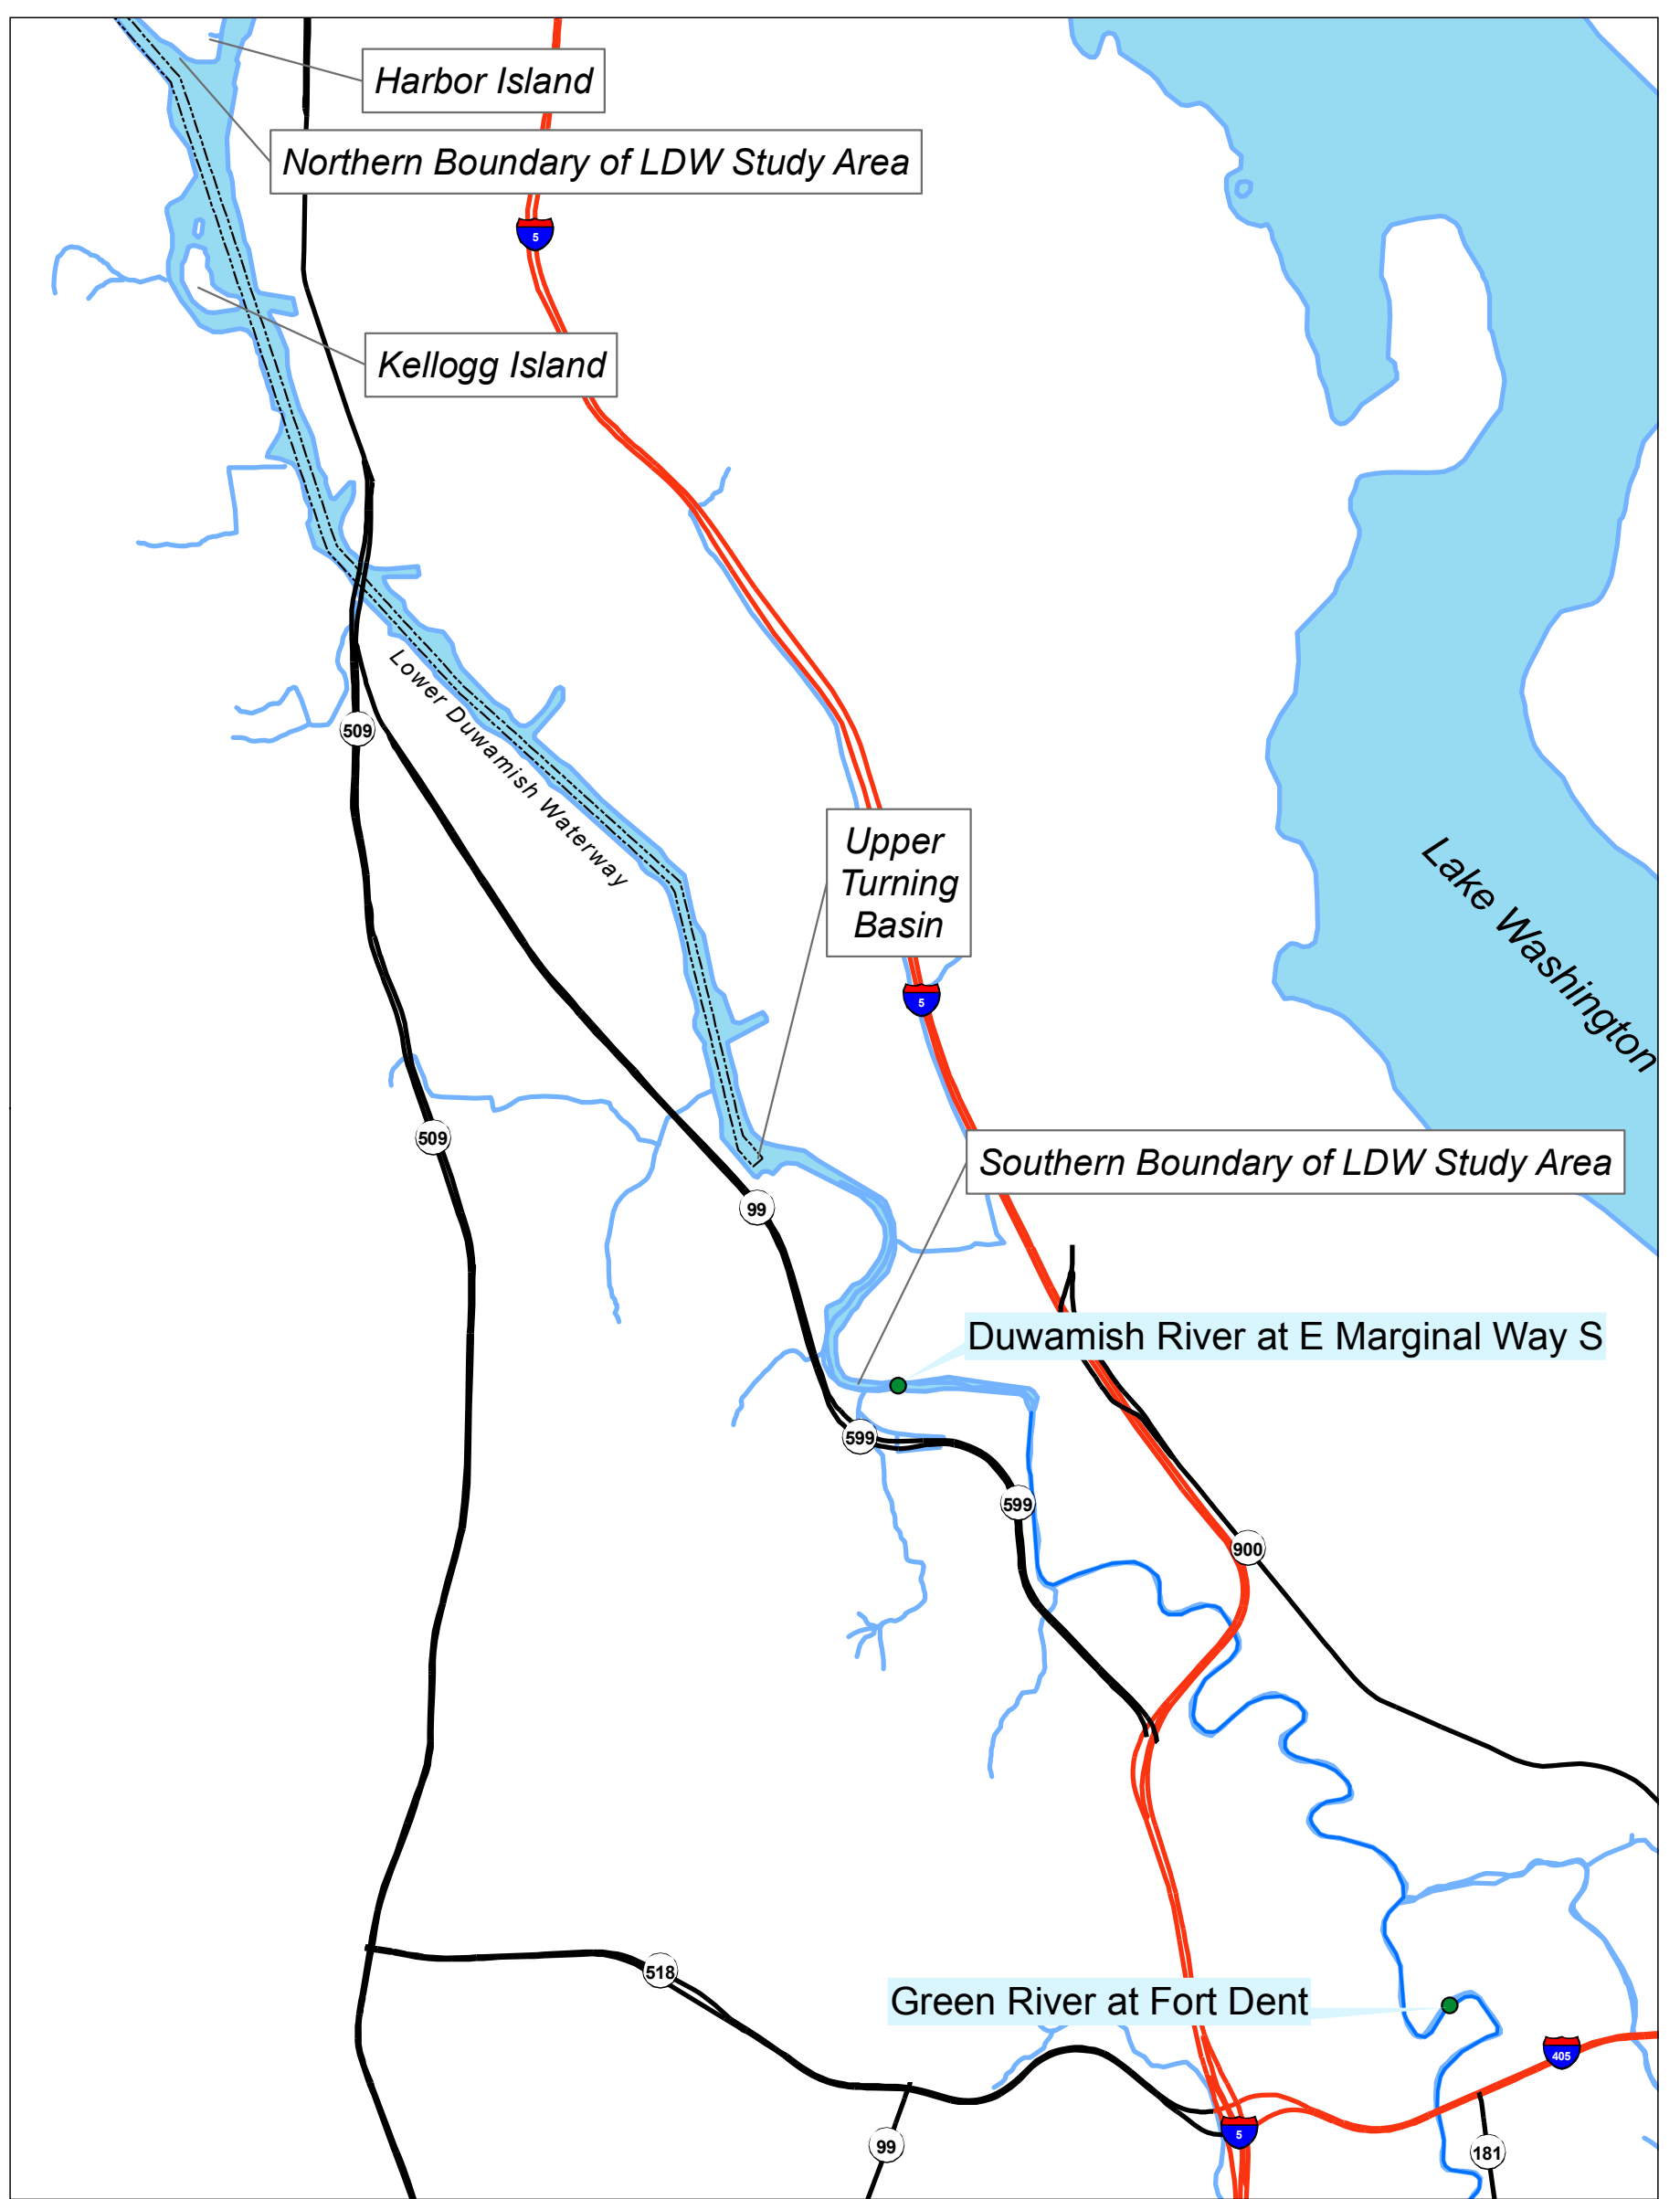 Harbor Island
Northern Boundary of LDW Study Area
5
Kellogg Island
Lower Duwamish Waterway
509
Upper
Turning
Basin
Lake Washington
5
509
Southern Boundary of LDW Study Area
99
Duwamish River at E Marginal Way S
599
599
900
518
Green River at Fort Dent
405
5
99
181